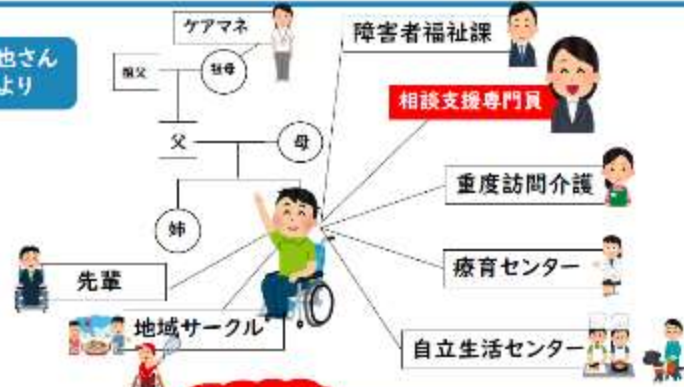 也さん
より
ケアマネ
祖父
祖母
父
母
姉
先輩
地域サークル
障害者福祉課
相談支援専門員
重度訪問介護
療育センター
自立生活センター